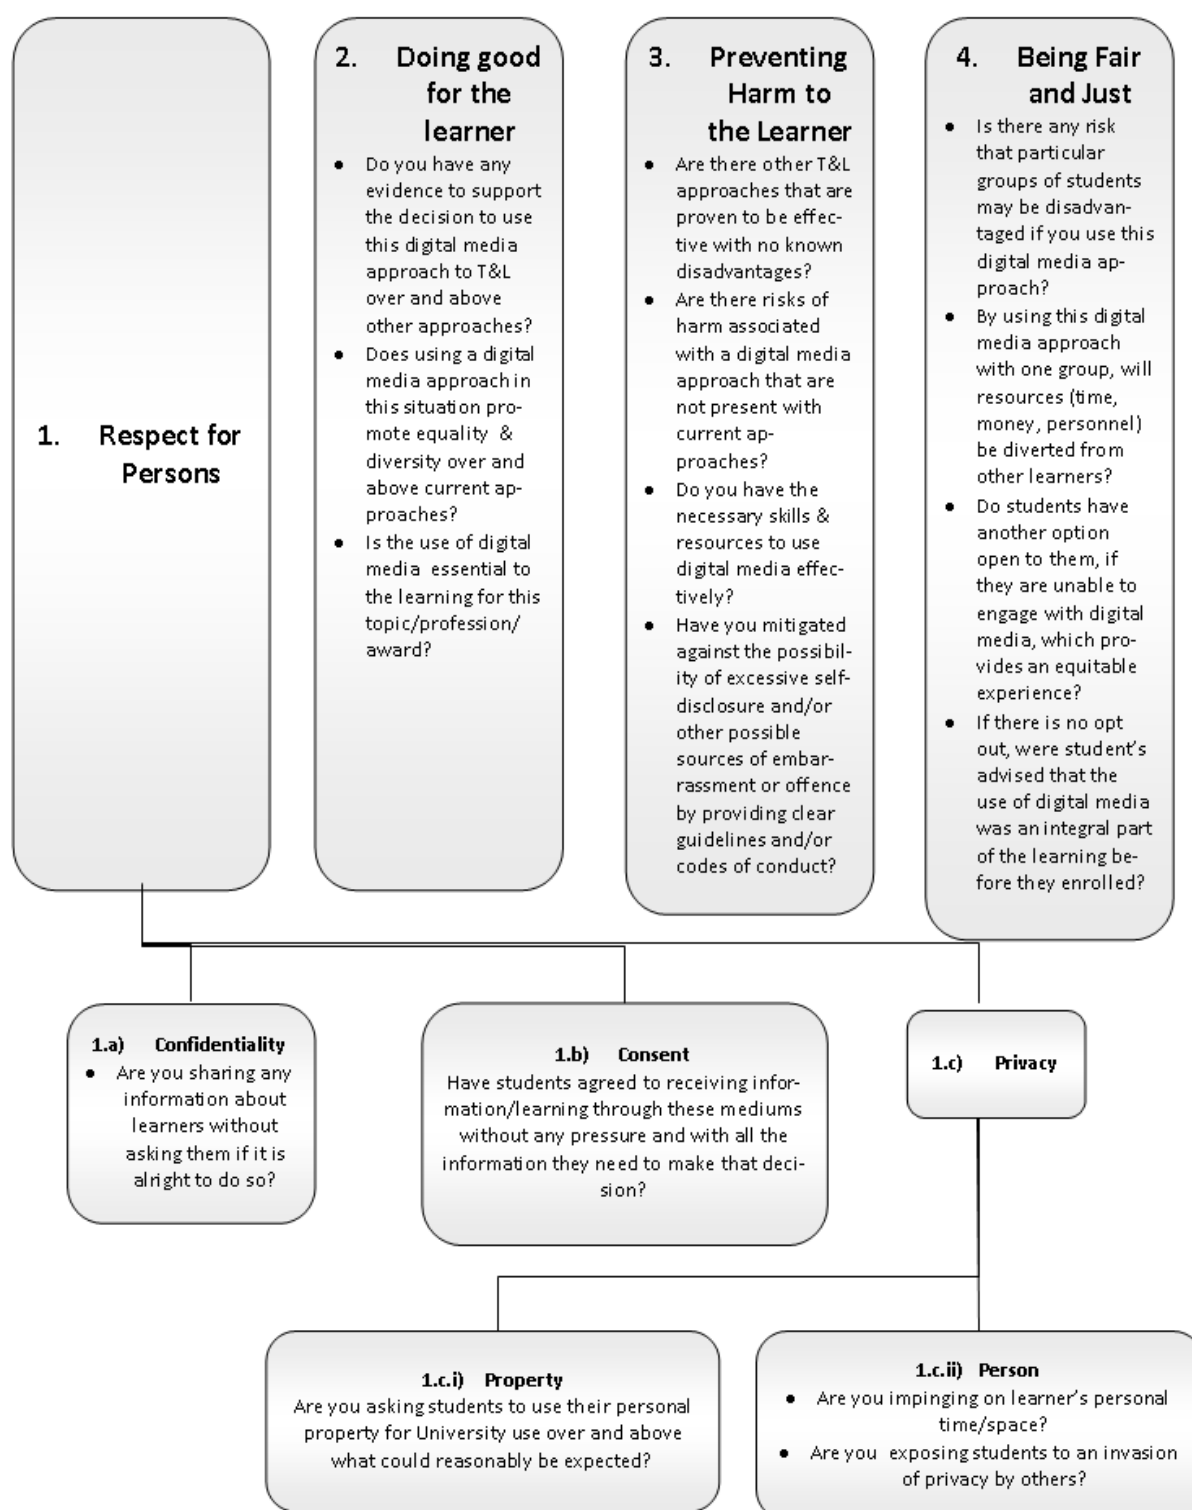 1. Respect for
Persons
2. Doing good
for the
learner
● Do you have any
evidence to support
the decision to use
this digital media
approach to T&L
over and above
other approaches?
● Does using a digital
media approach in
this situation pro-
mote equality & 
diversity over and
above current ap-
proaches?
● Is the use of digital
media essential to
the learning for this
topic/profession/
award?
3. Preventing
Harm to
the Learner
● Are there other T&L
approaches that are
proven to be effec-
tive with no known
disadvantages?
● Are there risks of
harm associated
with a digital media
approach that are
not present with
current ap-
proaches?
● Do you have the
necessary skills &
resources to use
digital media effec-
tively?
● Have you mitigated
against the possibil-
ity of excessive self-
disclosure and/or
other possible
sources of embar-
rassment or offence
by providing clear
guidelines and/or
codes of conduct?
4. Being Fair
and Just
● Is there any risk
that particular
groups of students
may be disadvan-
taged if you use this
digital media ap-
proach?
● By using this digital
media approach
with one group, will
resources (time,
money, personnel)
be diverted from
other learners?
● Do students have
another option
open to them, if
they are unable to
engage with digital
media, which pro-
vides an equitable
experience?
● If there is no opt
out, were student's
advised that the
use of digital media
was an integral part
of the learning be-
fore they enrolled?
1.a) Confidentiality
● Are you sharing any
information about
learners without
asking them if it is
alright to do so?
1.b) Consent
Have students agreed to receiving infor-
mation/learning through these mediums
without any pressure and with all the
information they need to make that deci-
sion?
1.c) Privacy
1.c.i) Property
Are you asking students to use their personal
property for University use over and above
what could reasonably be expected?
1.c.ii) Person
● Are you impinging on learner's personal
time/space?
● Are you exposing students to an invasion
of privacy by others?